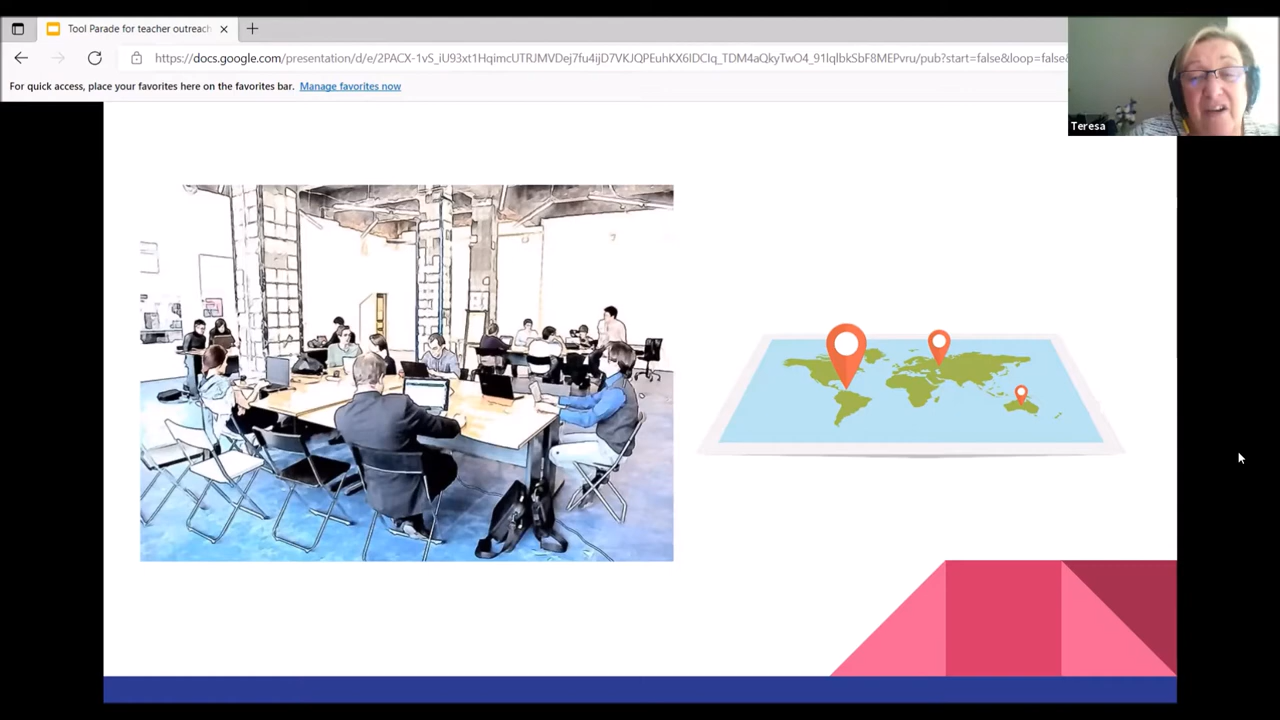 Tool Parade for teacher outreach
https://docs.google.com/presentation/d/e/2PACX-1vS_iU93xt1HqimcUTRJMVDej7fu4ijD7VKJQPEuhKX6IDCIq_TDM4aQkyTwO4_91IqlbkSbF8MEPvru/pub?start=false&loop=false
For quick access, place your favorites here on the favorites bar. Manage favorites now
Teresa